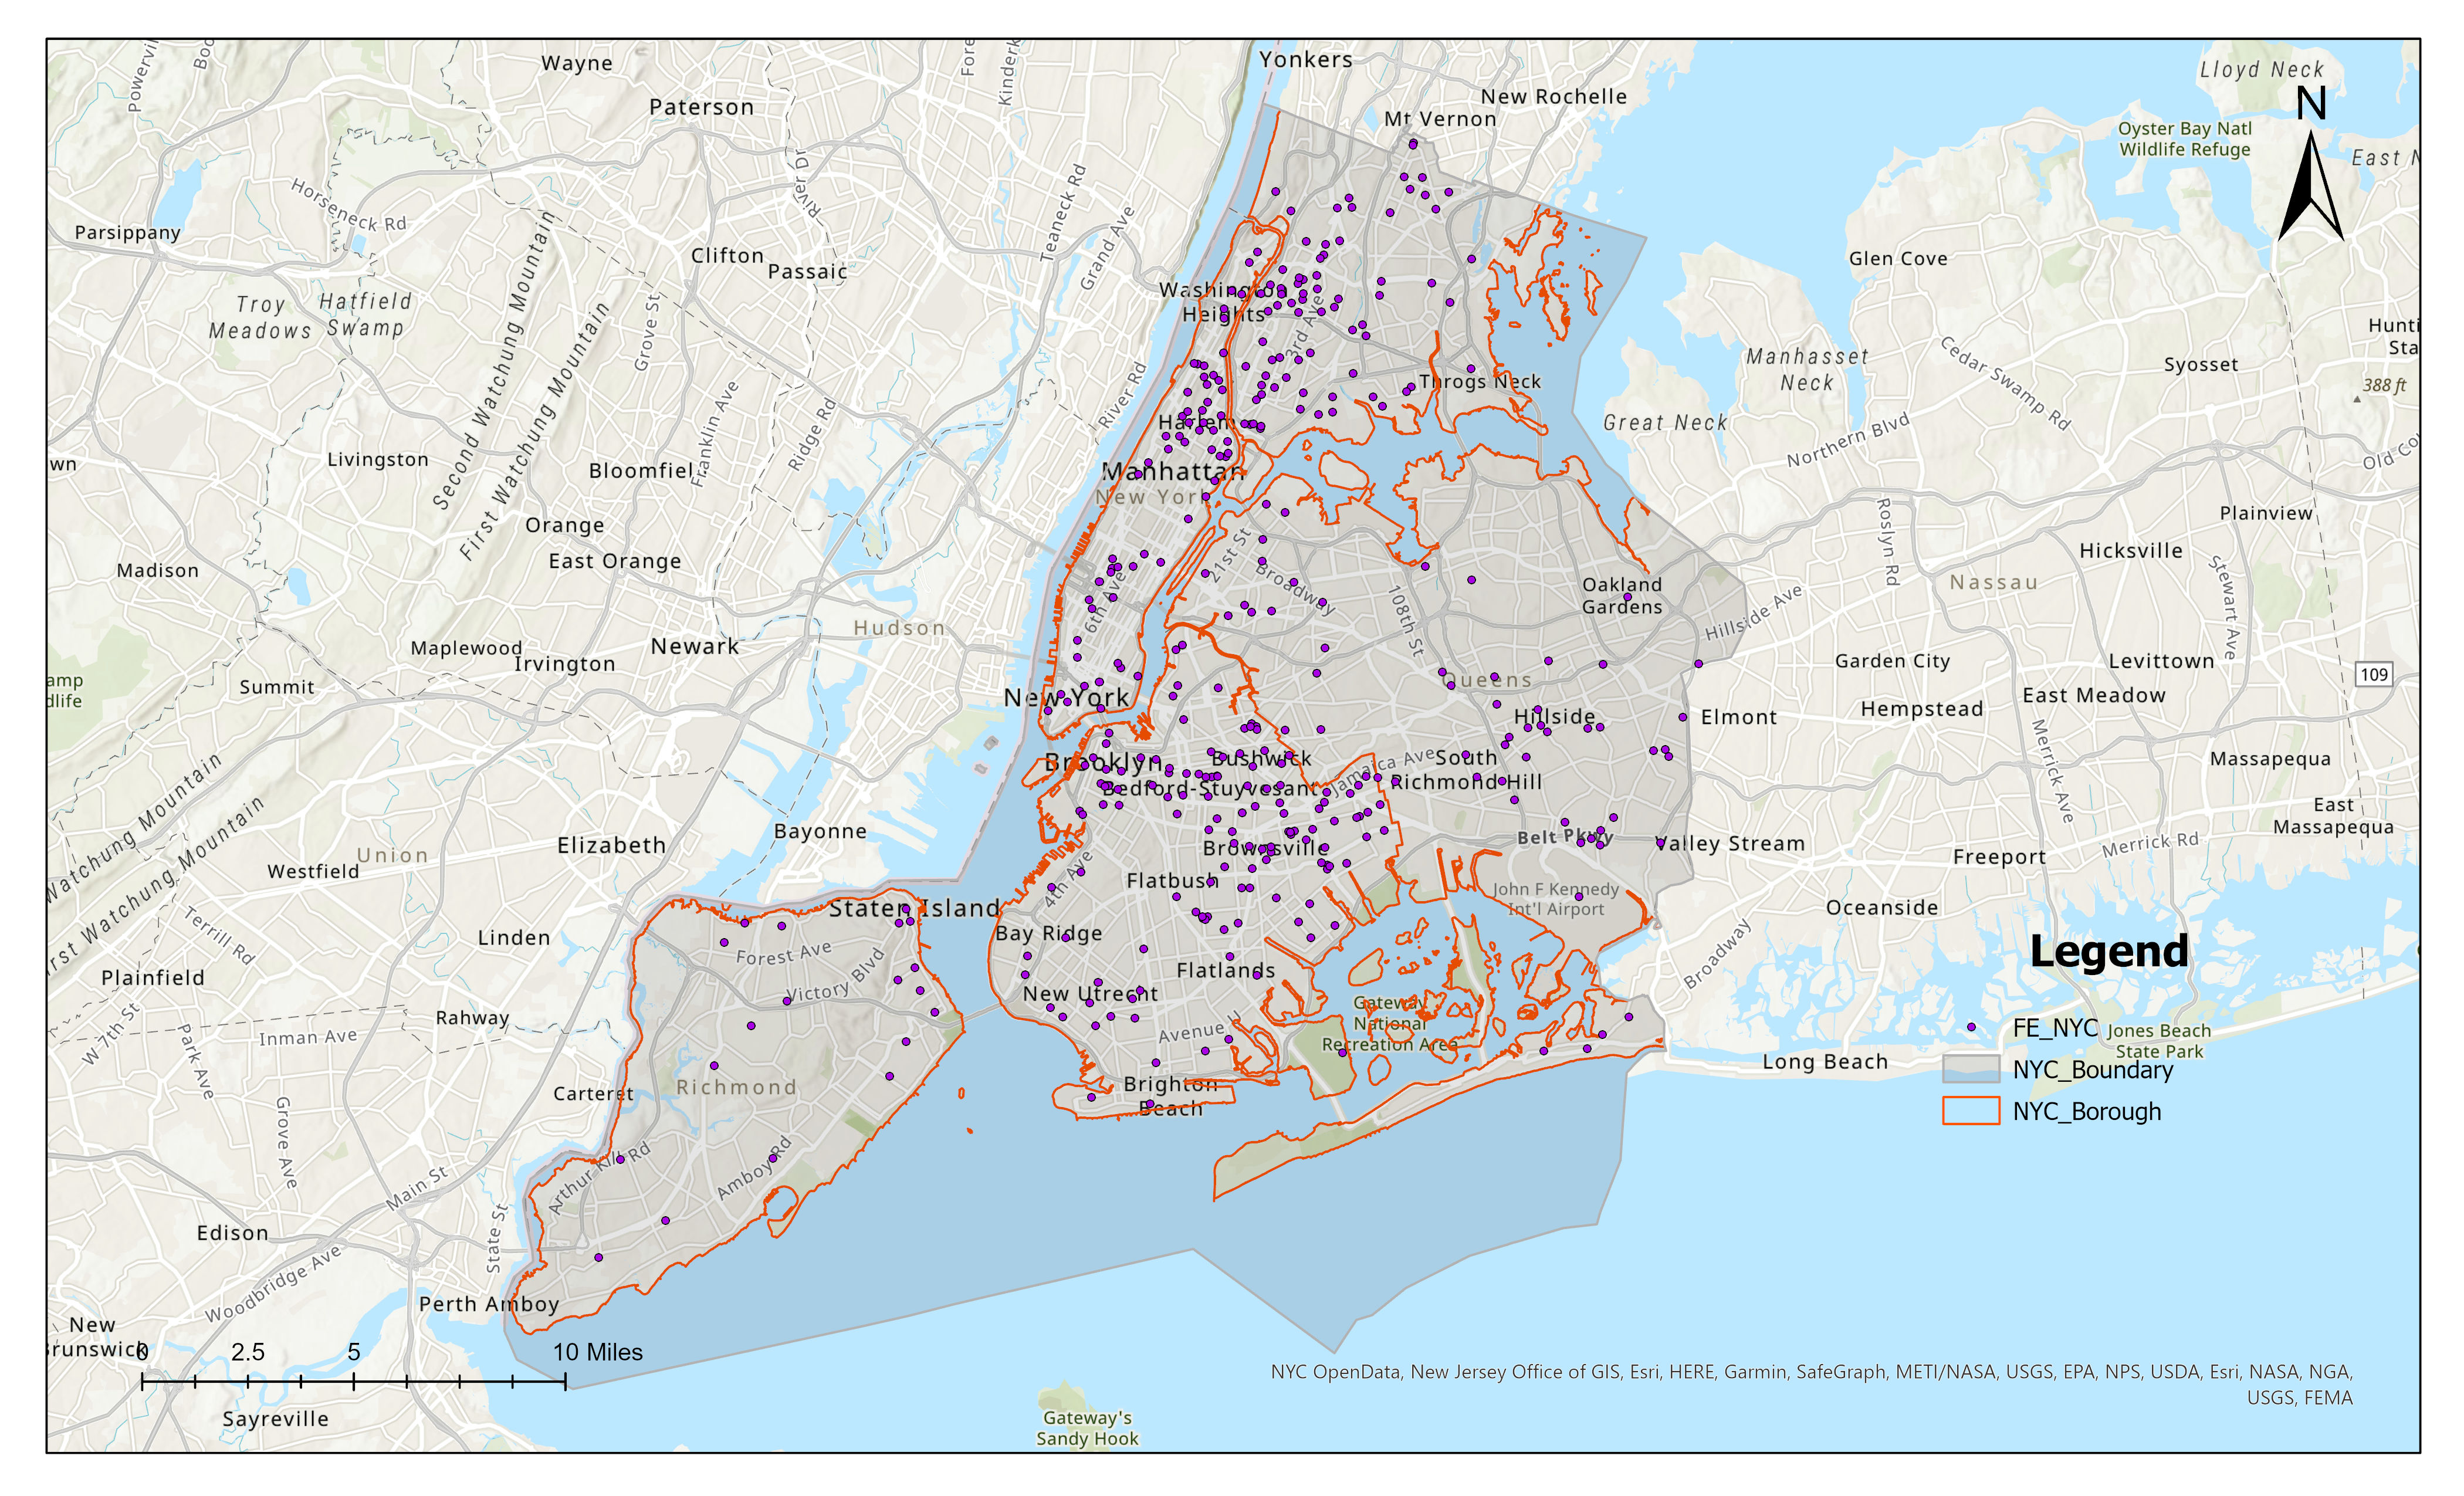 Yonkers
Lloyd Neck
Wayne
Powervil
Boo
Fore
Kinderk
New Rochelle
Paterson
Mt Vernon
N
Oyster Bay Natl
Wildlife Refuge
East N
River Dr
Horseneck Rd
Teaneck Rd
Grand Ave
Parsippany
Clifton
Passaic
Glen Cove
Troy
Meadows
Hatfield
Swamp
Washington
Heights
3rd Ave
Grove St
Hunti
Sta
Manhasset
Neck
Cedar Swamp Rd
Syosset
388 ft
Second Watchung Mountain
First Watchung Mountain
River Rd
Throgs Neck
Franklin Ave
Ridge Rd
Harlem
Great Neck
Northern Blvd
Old Co
wn
Livingston
Bloomfiel
Manhattan
New York
Orange
Roslyn Rd
Plainview
East Orange
21st St
Hicksville
Madison
Broadway
Oakland
Gardens
Nassau
Stewart Ave
6th Ave
108th St
Hillside Ave
Hudson
Maplewood
Newark
Irvington
Garden City
Levittown
109
amp
dlife
Summit
Queens
New York
East Meadow
Hillside
Elmont
Hempstead
Merrick Ave
Brooklyn
Bushwick
Jamaica Ave
South
Richmond Hill
Massapequa
Bedford-Stuyvesant
Watchung Mountain
First Watchung Mountain
East
Massapequa
Elizabeth
Bayonne
Belt Pkwy
Valley Stream
Merrick Rd
Union
Westfield
Brownsville
Freeport
Flatbush
4th Ave
John F Kennedy
Int'l Airport
Staten Island
Oceanside
Terrill Rd
Linden
Bay Ridge
Forest Ave
Broadway
Legend
Plainfield
Victory Blvd
Flatlands
New Utrecht
Gateway
National
Recreation Area
Rahway
W 7th St
Park Ave
Inman Ave
Avenue U
FE_NYC
Jones Beach
State Park
Long Beach
NYC_Boundary
Carteret
Richmond
Brighton
Beach
NYC_Borough
Grove Ave
Arthur Kill Rd
Amboy Rd
Main St
State St
Edison
Woodbridge Ave
Perth Amboy
New
Brunswick
0
2.5
5
10 Miles
NYC OpenData, New Jersey Office of GIS, Esri, HERE, Garmin, SafeGraph, METI/NASA, USGS, EPA, NPS, USDA, Esri, NASA, NGA,
USGS, FEMA
Sayreville
Gateway's
Sandy Hook